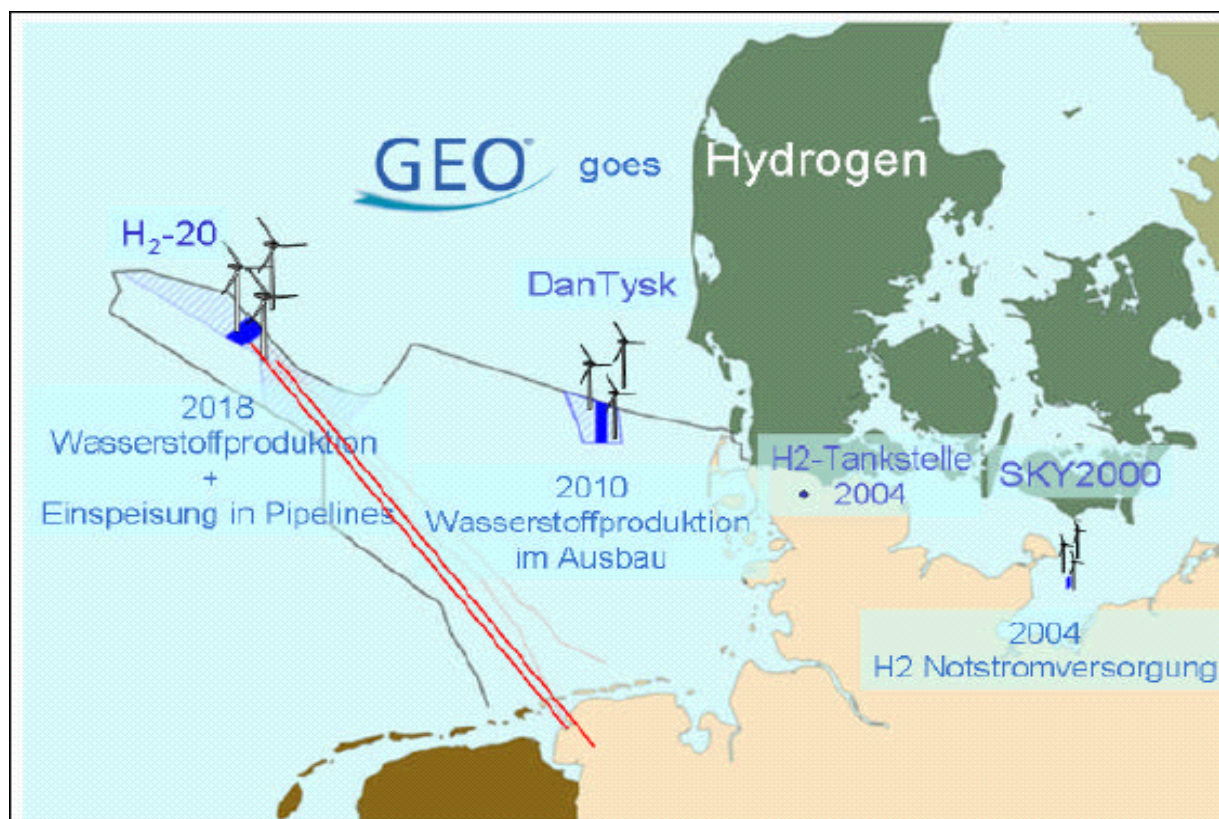 GEO® goes Hydrogen
H₂-20
DanTysk
2018
Wasserstoffproduktion
+
Einspeisung in Pipelines
2010
Wasserstoffproduktion
im Ausbau
H2-Tankstelle
2004
SKY2000
2004
H2 Notstromversorgung